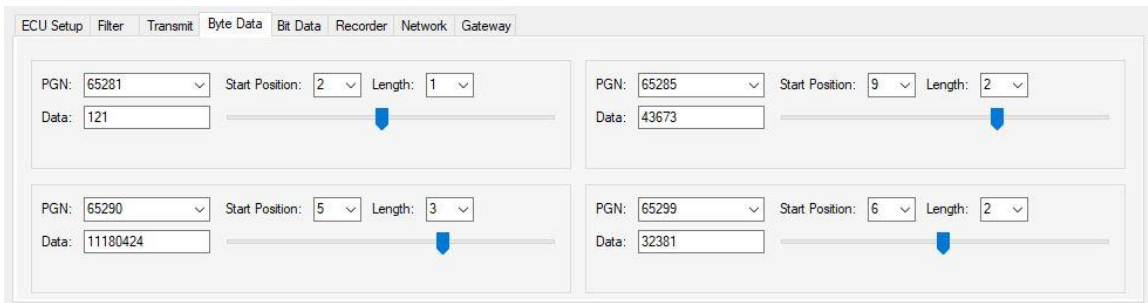 ECU Setup Filter Transmit Byte Data Bit Data Recorder Network Gateway
PGN: 65281 Start Position: 2 Length: 1
Data: 121
PGN: 65285 Start Position: 9 Length: 2
Data: 43673
PGN: 65290 Start Position: 5 Length: 3
Data: 11180424
PGN: 65299 Start Position: 6 Length: 2
Data: 32381